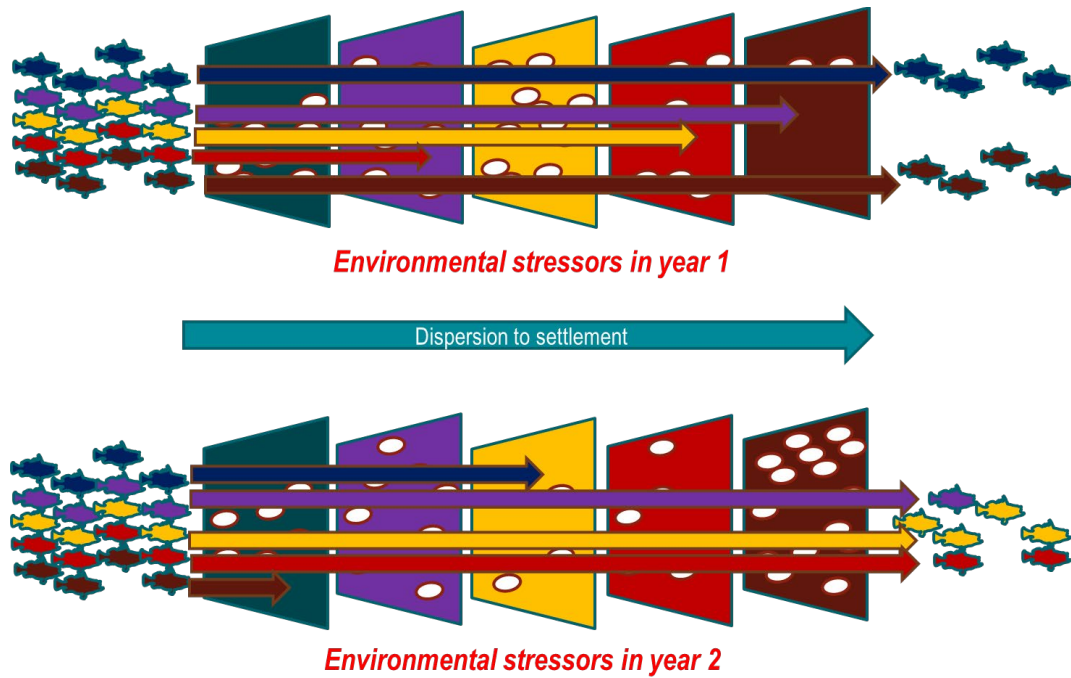 Environmental stressors in year 1
Dispersion to settlement
Environmental stressors in year 2